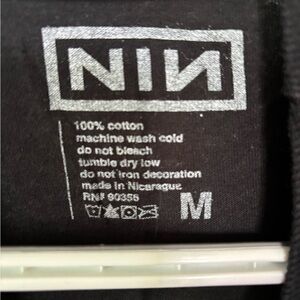 NIN
100% cotton
machine wash cold
do not bleach
tumble dry low
do not iron decoration
made in Nicaragua
RN# 90356
M